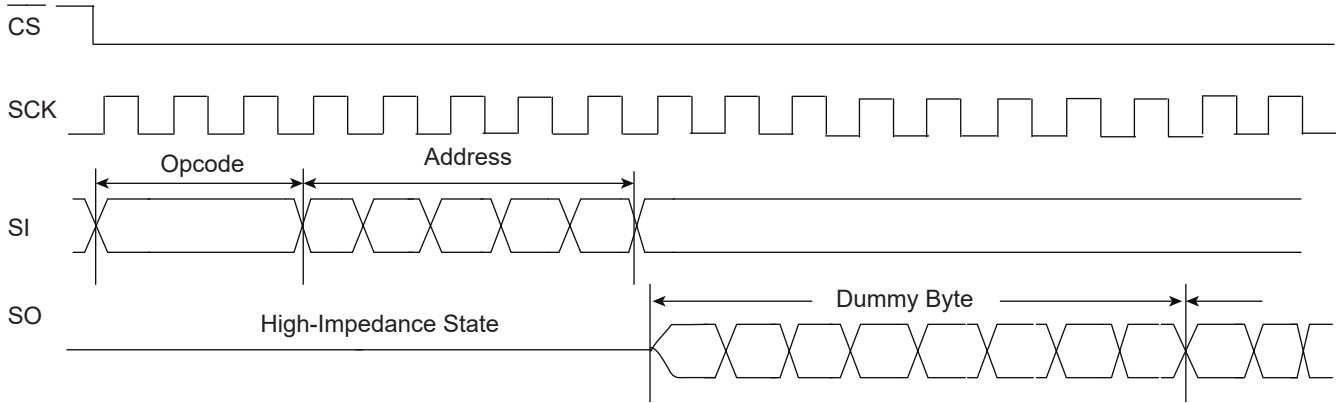 CS
SCK
Opcode
Address
SI
Dummy Byte
SO
High-Impedance State